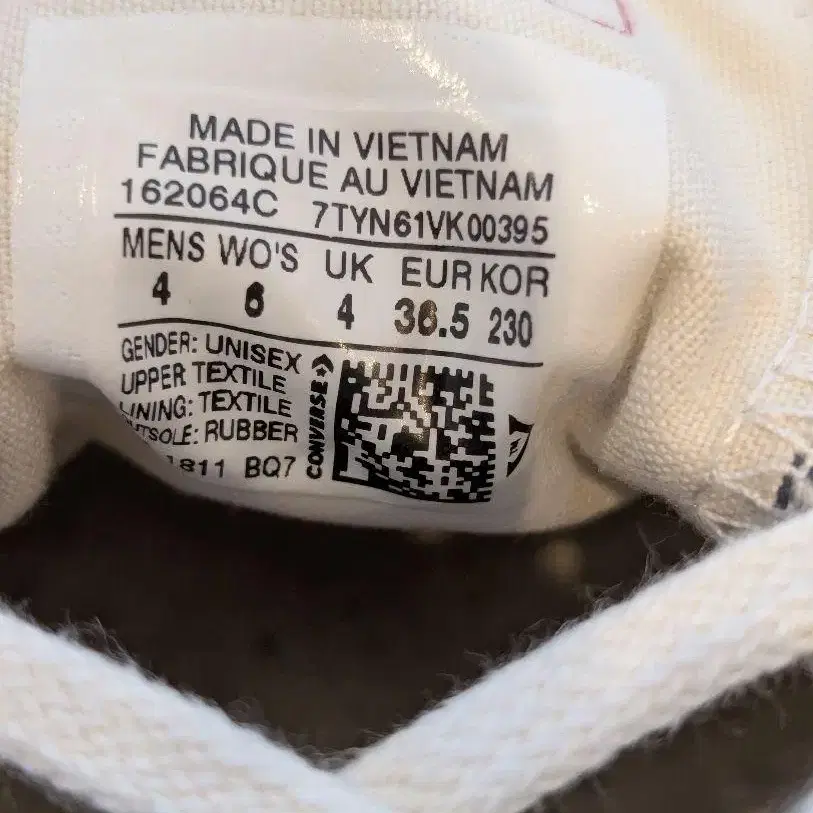 MADE IN VIETNAM
FABRIQUE AU VIETNAM
162064C 7TYN61VK00395
MENS WO'S UK EUR KOR
4 6 4 36.5 230
GENDER: UNISEX
UPPER TEXTILE
LINING: TEXTILE
OUTSOLE: RUBBER
1811 BQ7
CONVERSE